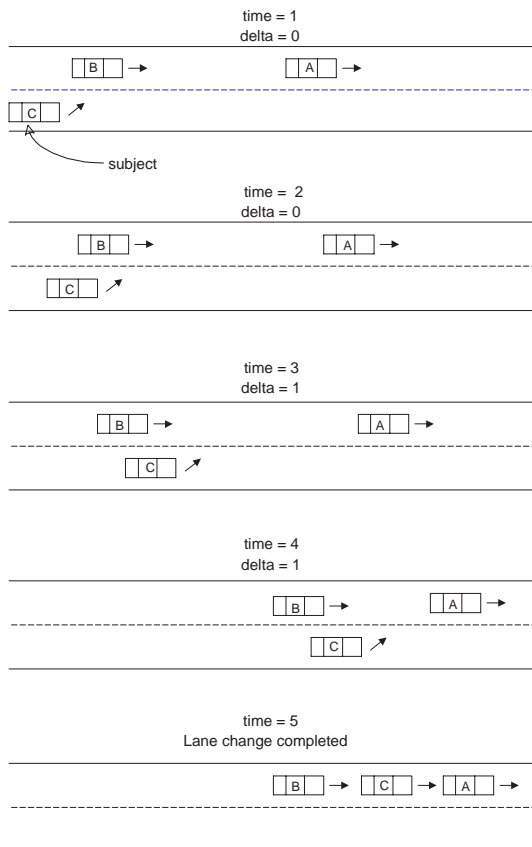 time = 1
delta = 0
B
A
C
subject
time = 2
delta = 0
B
A
C
time = 3
delta = 1
B
A
C
time = 4
delta = 1
B
A
C
time = 5
Lane change completed
B
C
A